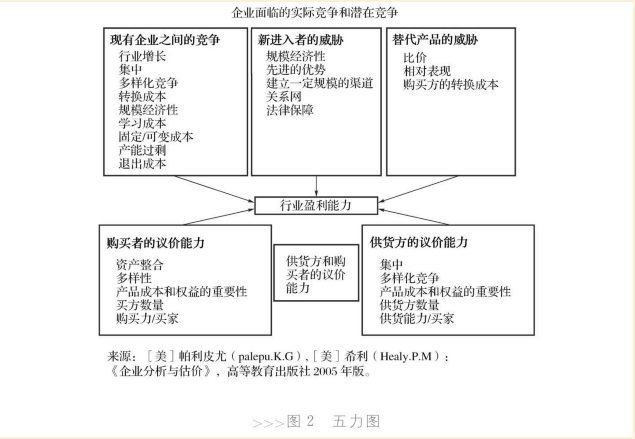 企业面临的实际竞争和潜在竞争
现有企业之间的竞争
行业增长
集中
多样化竞争
转换成本
规模经济性
学习成本
固定/可变成本
产能过剩
退出成本
新进入者的威胁
规模经济性
先进的优势
建立一定规模的渠道
关系网
法律保障
替代产品的威胁
比价
相对表现
购买方的转换成本
行业盈利能力
购买者的议价能力
资产整合
多样性
产品成本和权益的重要性
买方数量
购买力/买家
供货方和购
买者的议价
能力
供货方的议价能力
集中
多样化竞争
产品成本和权益的重要性
供货方数量
供货能力/买家
来源：［美］帕利皮尤（palepu.K.G），［美］希利（Healy.P.M）：
《企业分析与估价》，高等教育出版社 2005 年版。
>>>图 2 五力图